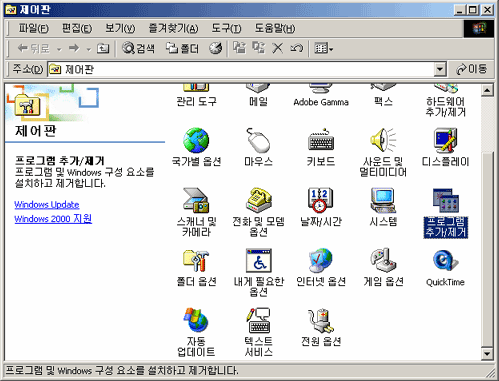 제어판
파일(F) 편집(E) 보기(V) 즐겨찾기(A) 도구(T) 도움말(H)
뒤로 검색 폴더
주소(D) 제어판 이동
제어판
프로그램 추가/제거
프로그램 및 Windows 구성 요소를
설치하고 제거합니다.
Windows Update
Windows 2000 지원
관리 도구 메일 Adobe Gamma 팩스 하드웨어
추가/제거
국가별 옵션 마우스 키보드 사운드 및 디스플레이
멀티미디어
스캐너 및 전화 및 모뎀 날짜/시간 시스템 프로그램
카메라 옵션 추가/제거
폴더 옵션 내게 필요한 인터넷 옵션 게임 옵션 QuickTime
옵션
자동 텍스트 전원 옵션
업데이트 서비스
프로그램 및 Windows 구성 요소를 설치하고 제거합니다.